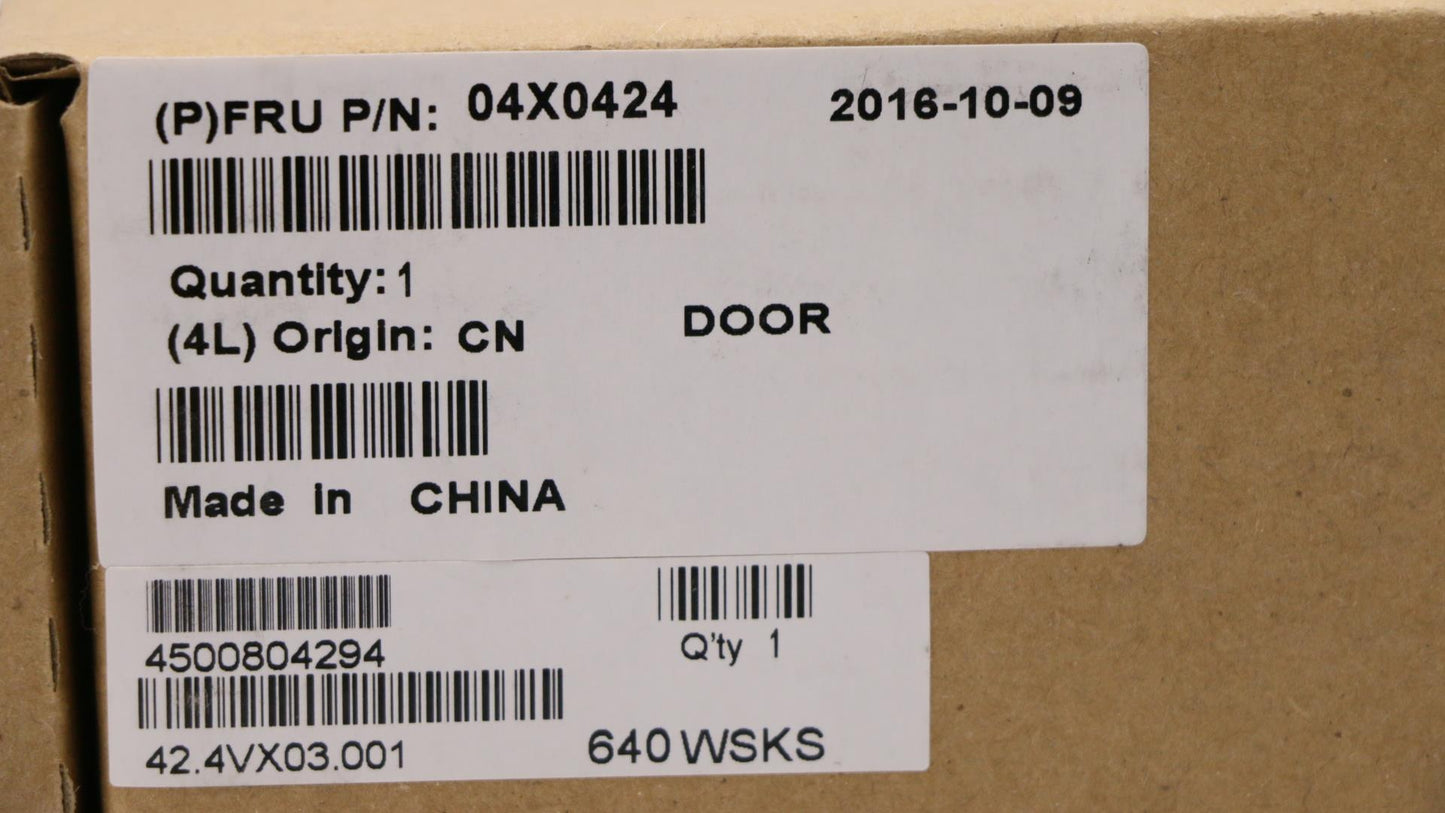 (P)FRU P/N: 04X0424 2016-10-09
Quantity: 1
(4L) Origin: CN DOOR
Made in CHINA
4500804294 Q'ty 1
42.4VX03.001 640 WSKS